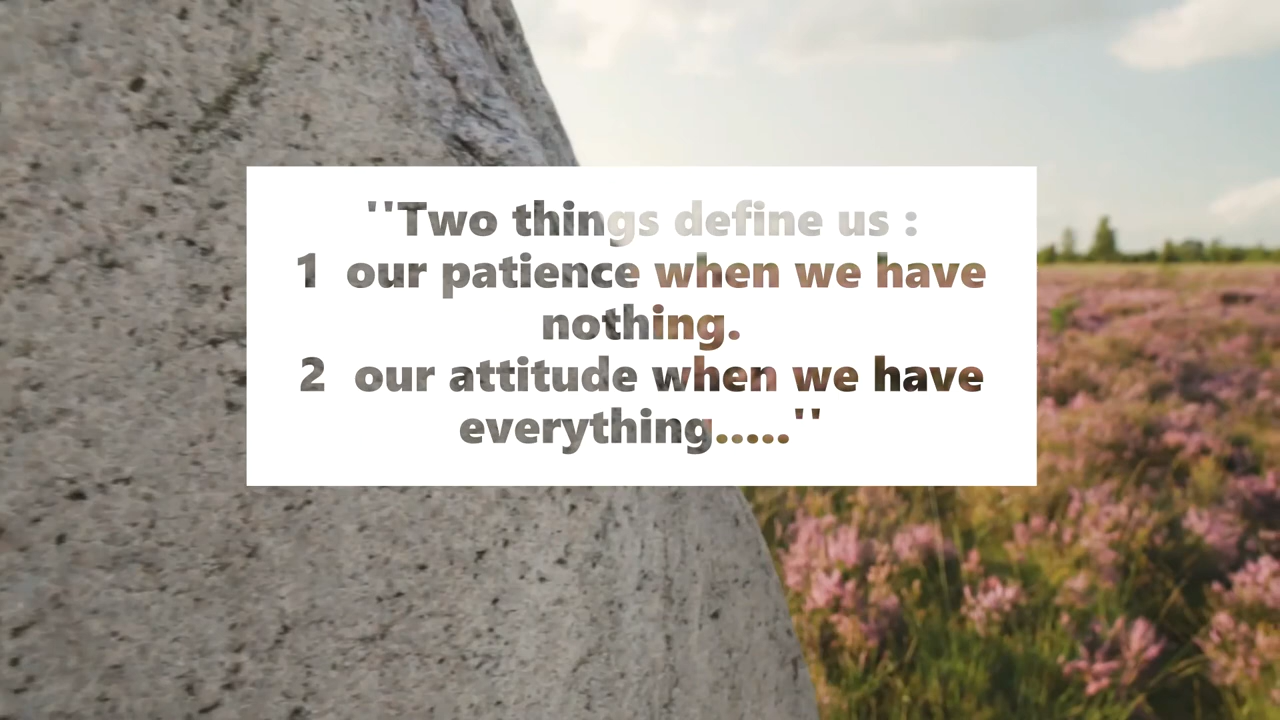 ''Two things define us :
1  our patience when we have
nothing.
2  our attitude when we have
everything.....''